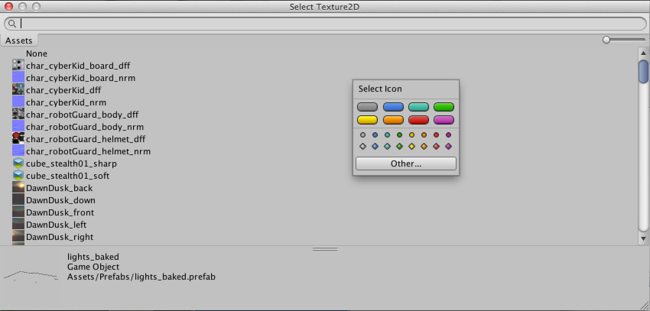 Select Texture2D
Assets
None
char_cyberKid_board_dff
char_cyberKid_board_nrm
char_cyberKid_dff
char_cyberKid_nrm
char_robotGuard_body_dff
char_robotGuard_body_nrm
char_robotGuard_helmet_dff
char_robotGuard_helmet_nrm
cube_stealth01_sharp
cube_stealth01_soft
DawnDusk_back
DawnDusk_down
DawnDusk_front
DawnDusk_left
DawnDusk_right
Select Icon
Other...
lights_baked
Game Object
Assets/Prefabs/lights_baked.prefab